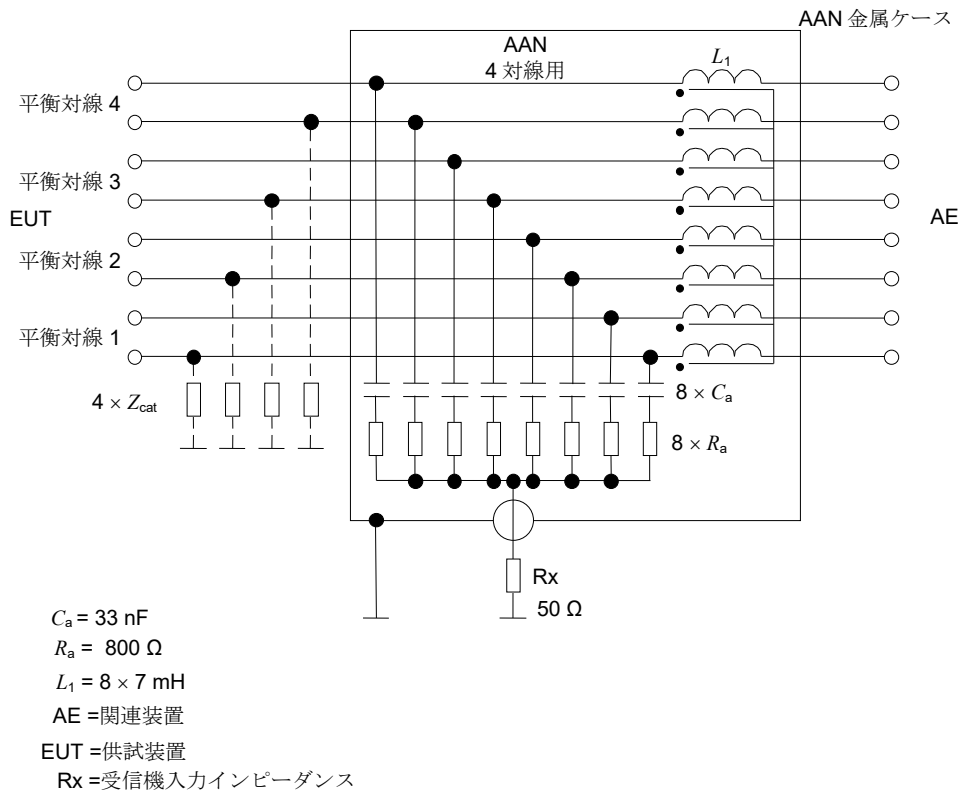 AAN 金属ケース
AAN
4 対線用
L1
平衡対線 4
平衡対線 3
EUT
AE
平衡対線 2
平衡対線 1
4 × Zcat
8 × Ca
8 × Ra
Rx
50 Ω
Ca = 33 nF
Ra = 800 Ω
L1 = 8 × 7 mH
AE =関連装置
EUT =供試装置
Rx =受信機入力インピーダンス